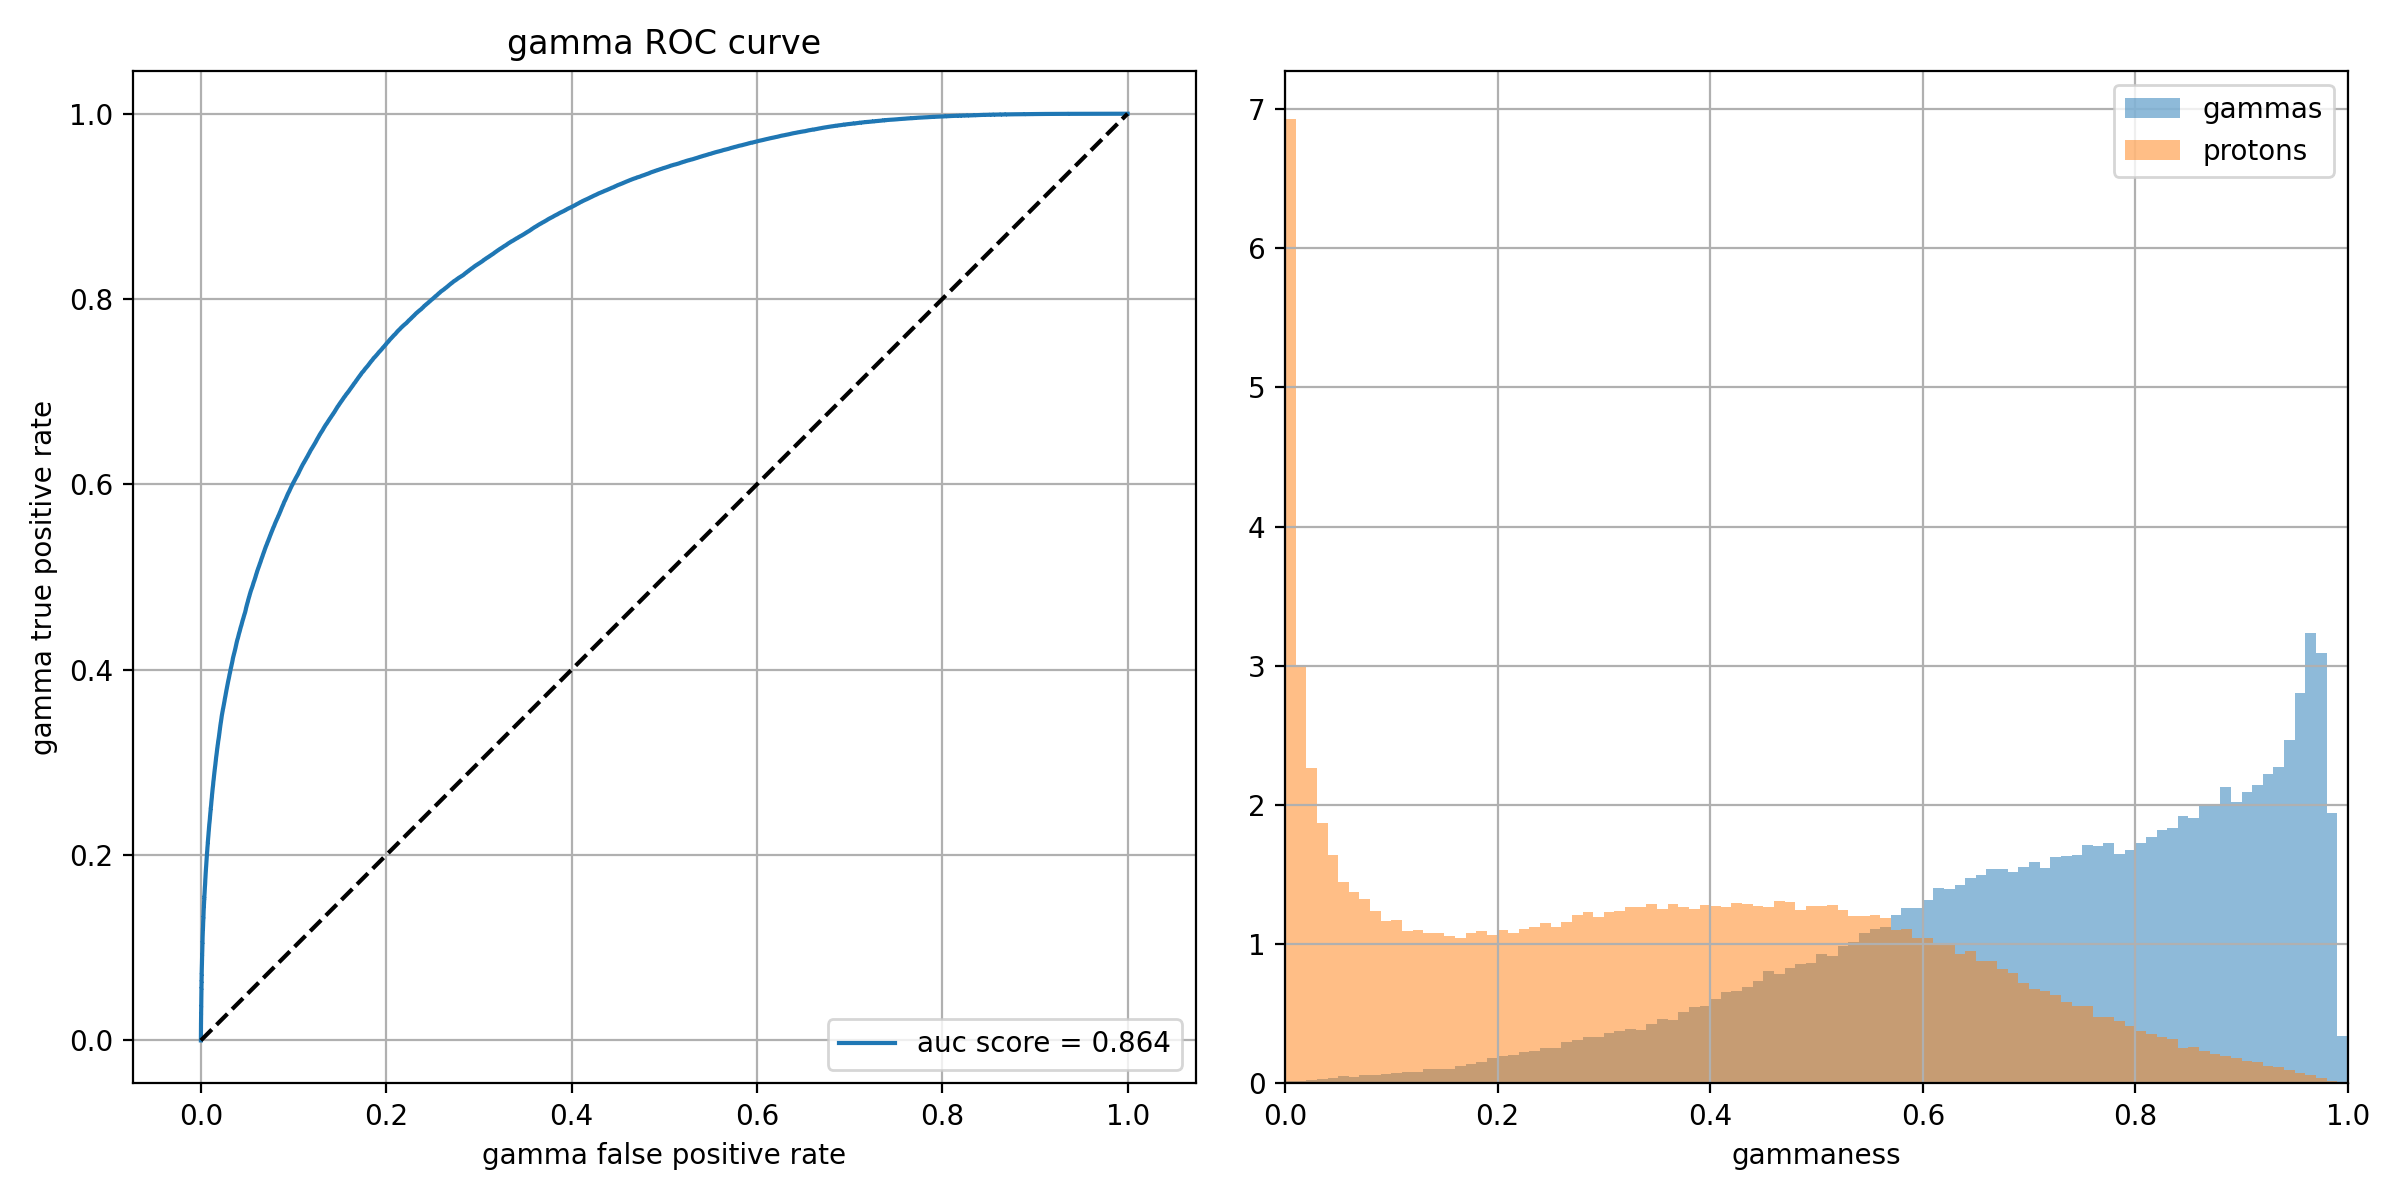 gamma ROC curve
gamma true positive rate
1.0
0.8
0.6
0.4
0.2
0.0
auc score = 0.864
0.0 0.2 0.4 0.6 0.8 1.0
gamma false positive rate
gammas
protons
7
6
5
4
3
2
1
0
0.0 0.2 0.4 0.6 0.8 1.0
gammaness